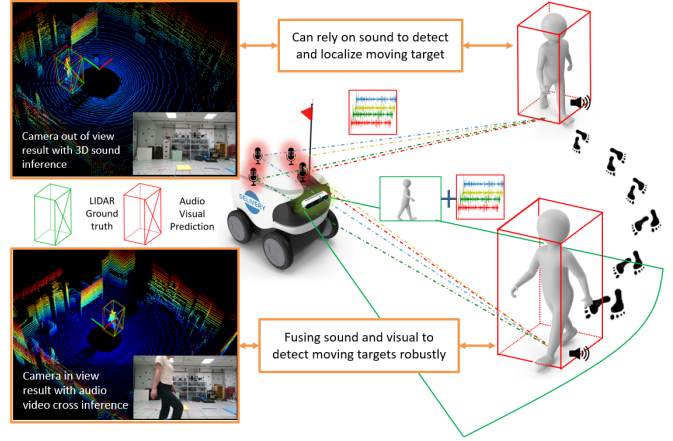 Can rely on sound to detect
and localize moving target
Camera out of view
result with 3D sound
inference
LIDAR
Ground
truth
Audio
Visual
Prediction
DELIVERY
+
Camera in view
result with audio
video cross inference
Fusing sound and visual to
detect moving targets robustly